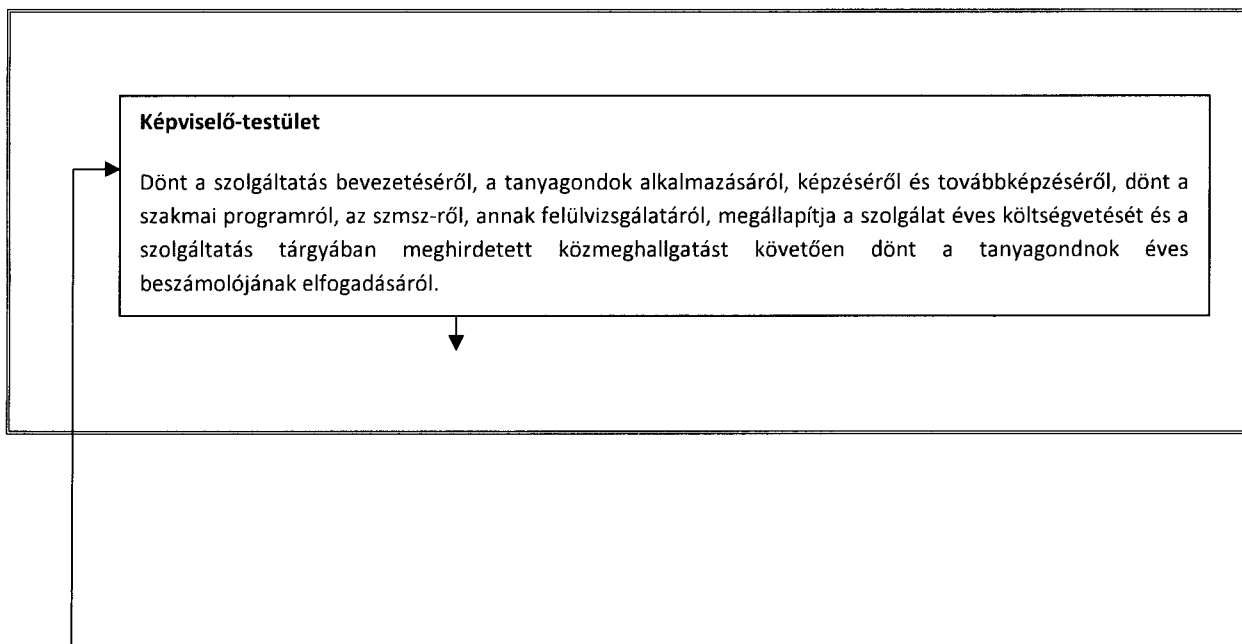 Képviselő-testület
Dönt a szolgáltatás bevezetéséről, a tanyagondok alkalmazásáról, képzéséről és továbbképzéséről, dönt a
szakmai programról, az szmsz-ről, annak felülvizsgálatáról, megállapítja a szolgálat éves költségvetését és a
szolgáltatás tárgyában meghirdetett közmeghallgatást követően dönt a tanyagondnok éves
beszámolójának elfogadásáról.